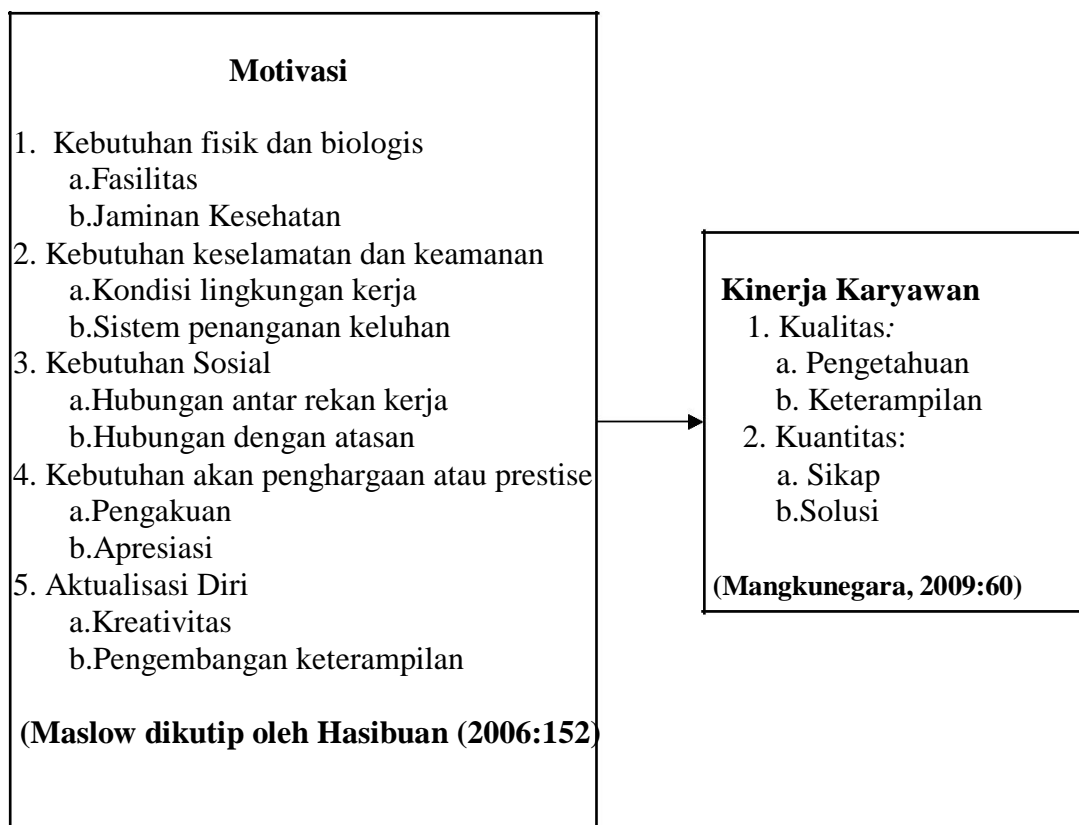 Motivasi
1. Kebutuhan fisik dan biologis
a.Fasilitas
b.Jaminan Kesehatan
2. Kebutuhan keselamatan dan keamanan
a.Kondisi lingkungan kerja
b.Sistem penanganan keluhan
3. Kebutuhan Sosial
a.Hubungan antar rekan kerja
b.Hubungan dengan atasan
4. Kebutuhan akan penghargaan atau prestise
a.Pengakuan
b.Apresiasi
5. Aktualisasi Diri
a.Kreativitas
b.Pengembangan keterampilan
(Maslow dikutip oleh Hasibuan (2006:152)
Kinerja Karyawan
1. Kualitas:
a. Pengetahuan
b. Keterampilan
2. Kuantitas:
a. Sikap
b.Solusi
(Mangkunegara, 2009:60)